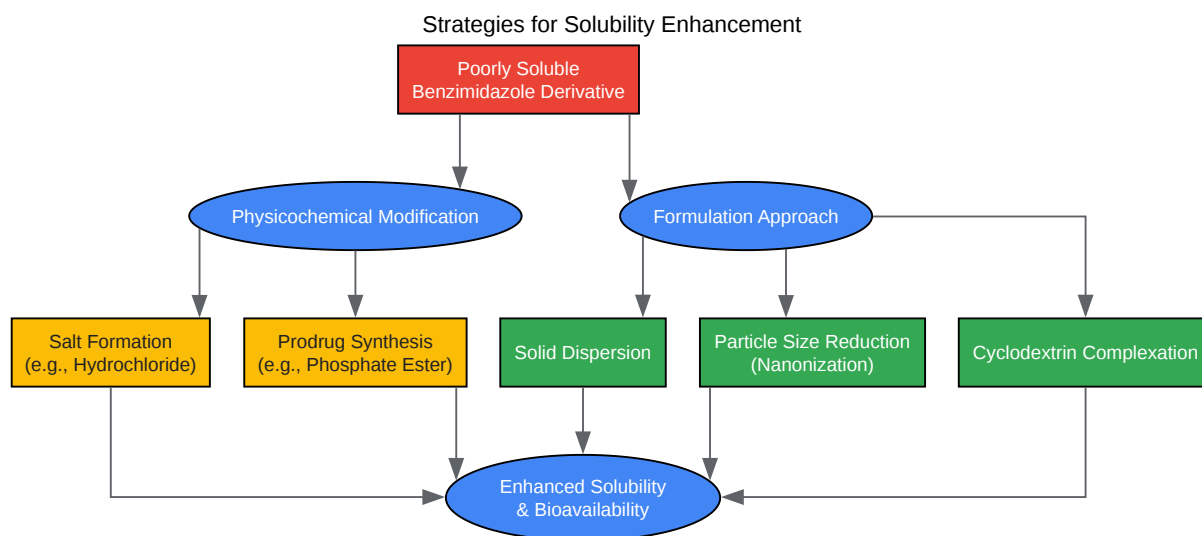 Strategies for Solubility Enhancement
Poorly Soluble
Benzimidazole Derivative
Physicochemical Modification
Formulation Approach
Salt Formation
(e.g., Hydrochloride)
Prodrug Synthesis
(e.g., Phosphate Ester)
Solid Dispersion
Particle Size Reduction
(Nanonization)
Cyclodextrin Complexation
Enhanced Solubility
& Bioavailability